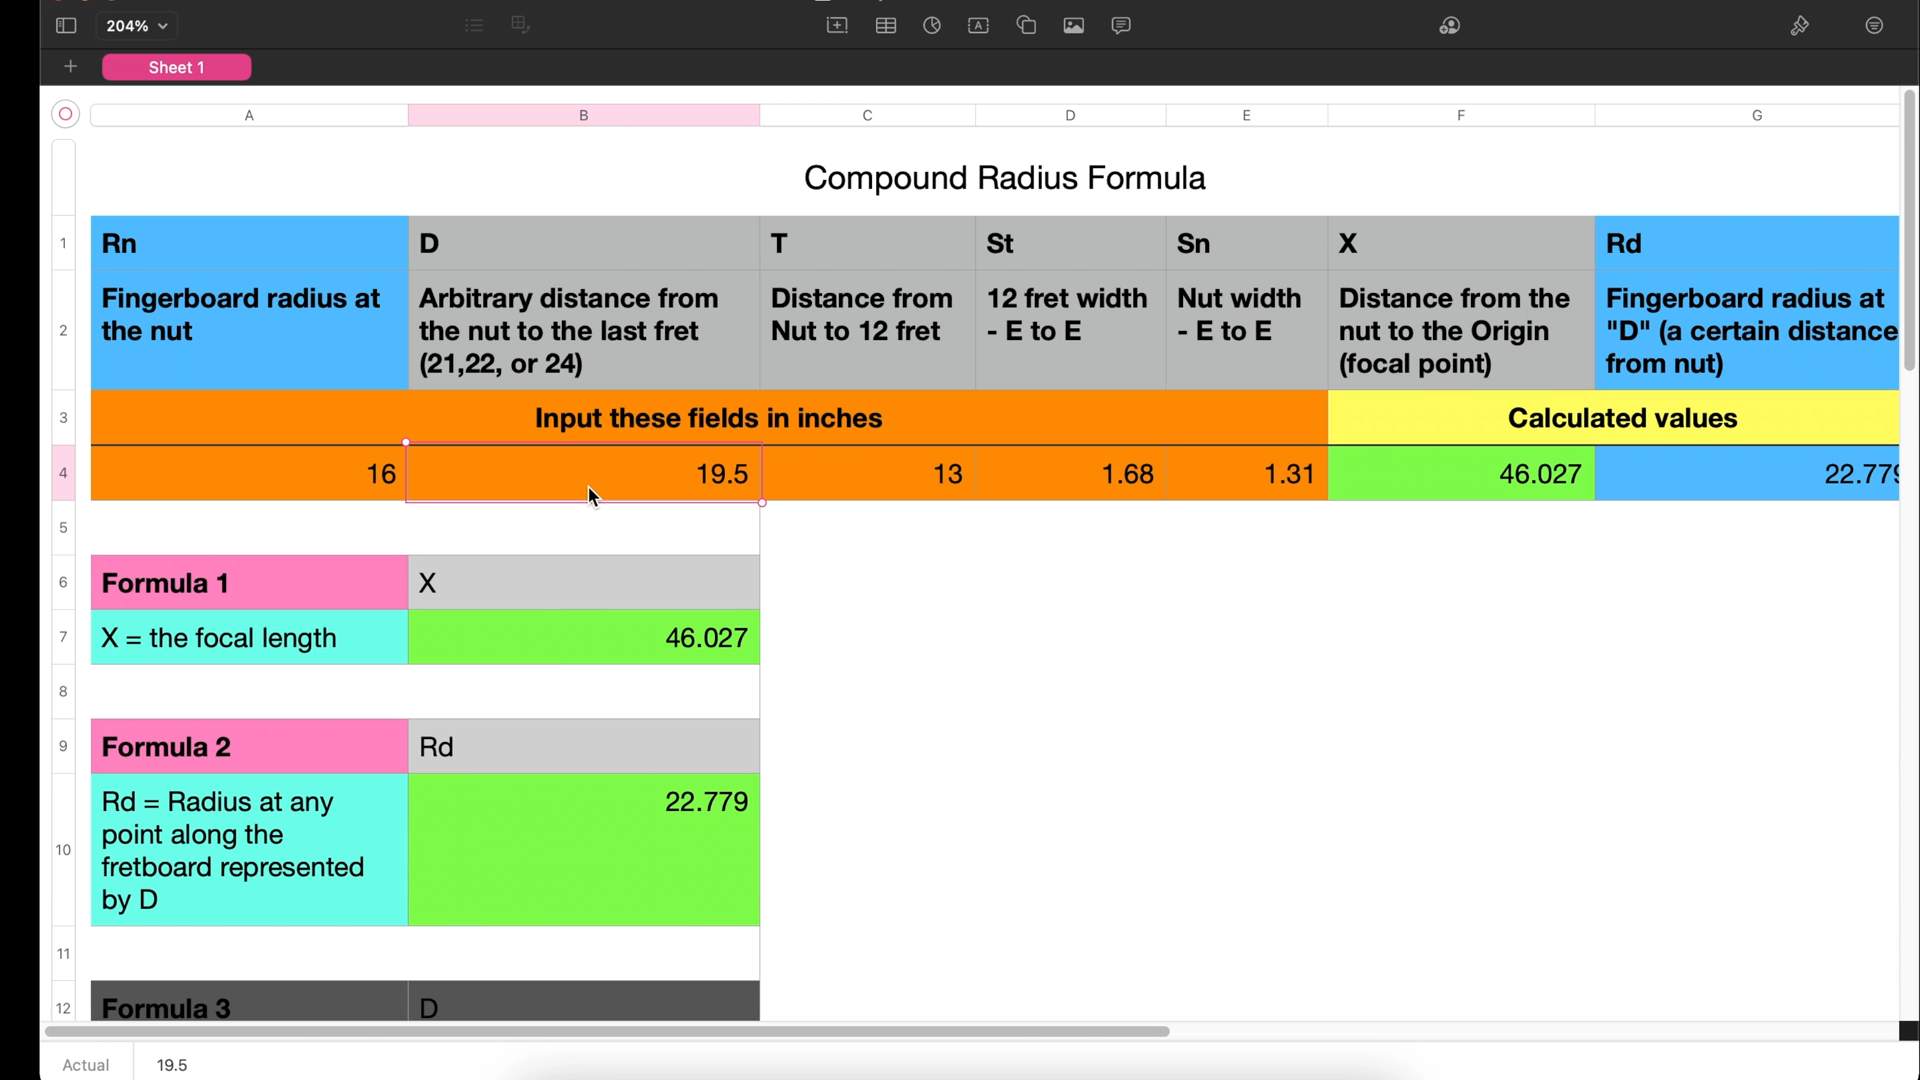 204%
Sheet 1
A B C D E F G
Compound Radius Formula
1 Rn D T St Sn X Rd
2 Fingerboard radius at the nut
Arbitrary distance from
the nut to the last fret
(21,22, or 24)
Distance from
Nut to 12 fret
12 fret width
- E to E
Nut width
- E to E
Distance from the
nut to the Origin
(focal point)
Fingerboard radius at
"D" (a certain distance
from nut)
3 Input these fields in inches Calculated values
4 16 19.5 13 1.68 1.31 46.027 22.779
5
6 Formula 1 X
7 X = the focal length 46.027
8
9 Formula 2 Rd
10 Rd = Radius at any
point along the
fretboard represented
by D
22.779
11
12 Formula 3 D
Actual 19.5